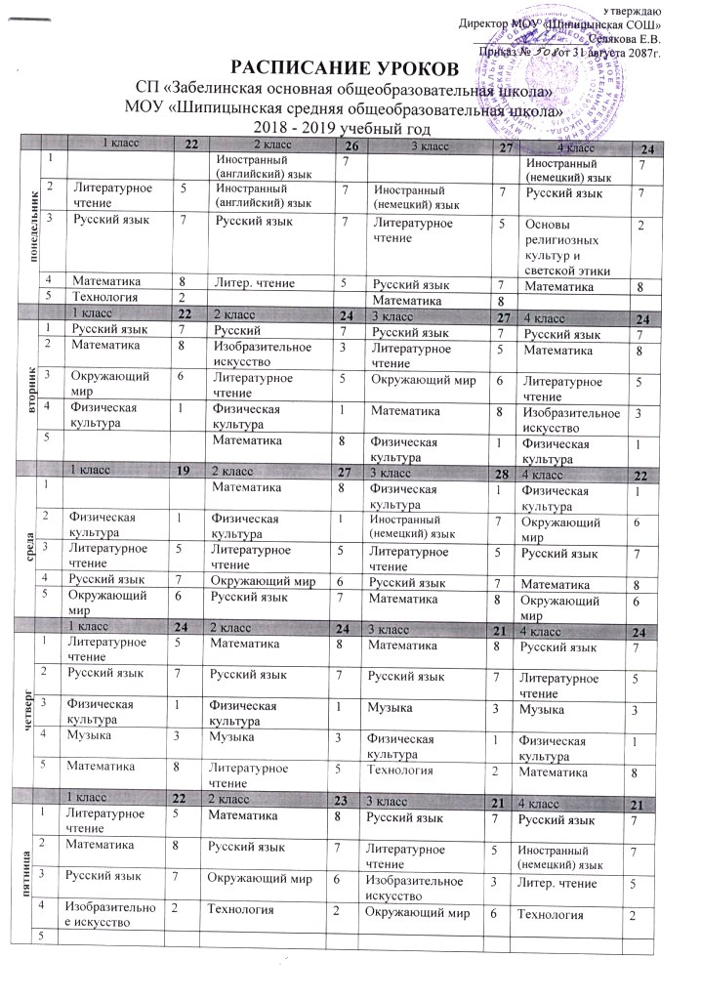 Утверждаю
Директор МОУ «Шипицынская СОШ»
Селякова Е.В.
Приказ № 508 от 31 августа 2087г.
РАСПИСАНИЕ УРОКОВ
СП «Забелинская основная общеобразовательная школа»
МОУ «Шипицынская средняя общеобразовательная школа»
2018 - 2019 учебный год
1 класс 22 2 класс 26 3 класс 27 4 класс 24
понедельник
1 Иностранный 7 Иностранный 7
(английский) язык (немецкий) язык
2 Литературное 5 Иностранный 7 Иностранный 7 Русский язык 7
чтение (английский) язык (немецкий) язык
3 Русский язык 7 Русский язык 7 Литературное 5 Основы 2
чтение религиозных
культур и
светской этики
4 Математика 8 Литер. чтение 5 Русский язык 7 Математика 8
5 Технология 2 Математика 8
1 класс 22 2 класс 24 3 класс 27 4 класс 24
вторник
1 Русский язык 7 Русский 7 Русский язык 7 Русский язык 7
2 Математика 8 Изобразительное 3 Литературное 5 Математика 8
искусство чтение
3 Окружающий 6 Литературное 5 Окружающий мир 6 Литературное 5
мир чтение чтение
4 Физическая 1 Физическая 1 Математика 8 Изобразительное 3
культура культура искусство
5 Математика 8 Физическая 1 Физическая 1
культура культура
1 класс 19 2 класс 27 3 класс 28 4 класс 22
среда
1 Математика 8 Физическая 1 Физическая 1
культура культура
2 Физическая 1 Физическая 1 Иностранный 7 Окружающий 6
культура культура (немецкий) язык мир
3 Литературное 5 Литературное 5 Литературное 5 Русский язык 7
чтение чтение чтение
4 Русский язык 7 Окружающий мир 6 Русский язык 7 Математика 8
5 Окружающий 6 Русский язык 7 Математика 8 Окружающий 6
мир мир
1 класс 24 2 класс 24 3 класс 21 4 класс 24
четверг
1 Литературное 5 Математика 8 Математика 8 Русский язык 7
чтение
2 Русский язык 7 Русский язык 7 Русский язык 7 Литературное 5
чтение
3 Физическая 1 Физическая 1 Музыка 3 Музыка 3
культура культура
4 Музыка 3 Музыка 3 Физическая 1 Физическая 1
культура культура
5 Математика 8 Литературное 5 Технология 2 Математика 8
чтение
1 класс 22 2 класс 23 3 класс 21 4 класс 21
пятница
1 Литературное 5 Математика 8 Русский язык 7 Русский язык 7
чтение
2 Математика 8 Русский язык 7 Литературное 5 Иностранный 7
чтение (немецкий) язык
3 Русский язык 7 Окружающий мир 6 Изобразительное 3 Литер. чтение 5
искусство
4 Изобразительно 2 Технология 2 Окружающий мир 6 Технология 2
е искусство
5